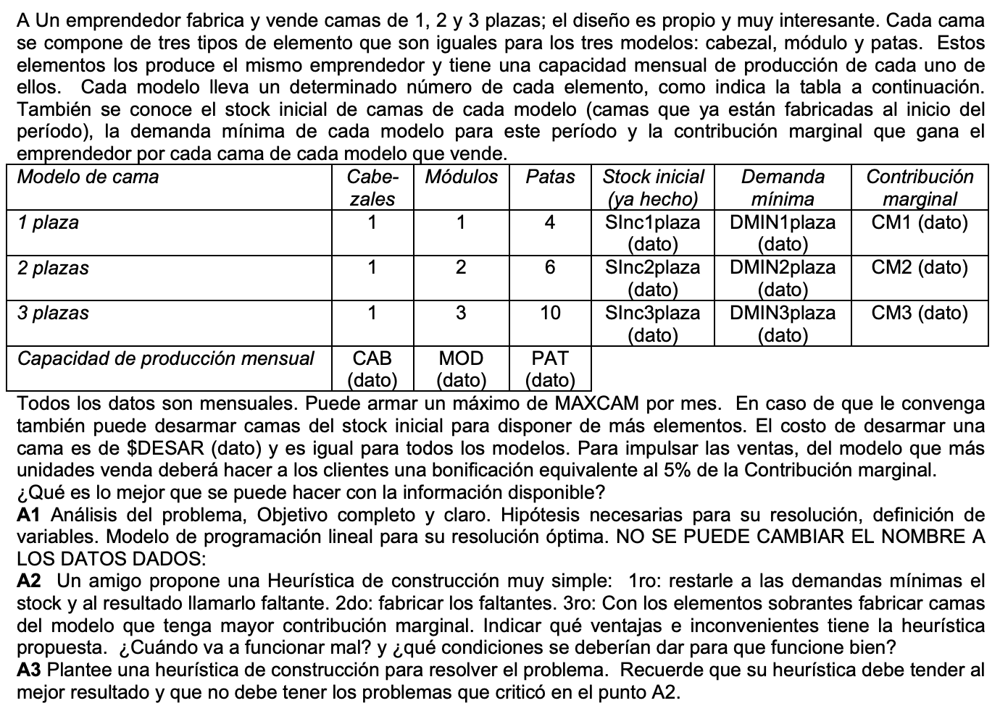 A Un emprendedor fabrica y vende camas de 1, 2 y 3 plazas; el diseño es propio y muy interesante. Cada cama
se compone de tres tipos de elemento que son iguales para los tres modelos: cabezal, módulo y patas. Estos
elementos los produce el mismo emprendedor y tiene una capacidad mensual de producción de cada uno de
ellos. Cada modelo lleva un determinado número de cada elemento, como indica la tabla a continuación.
También se conoce el stock inicial de camas de cada modelo (camas que ya están fabricadas al inicio del
período), la demanda mínima de cada modelo para este período y la contribución marginal que gana el
emprendedor por cada cama de cada modelo que vende.
Modelo de cama Cabe- Módulos Patas Stock inicial Demanda Contribución
zales (ya hecho) mínima marginal
1 plaza 1 1 4 SInc1plaza DMIN1plaza CM1 (dato)
(dato) (dato)
2 plazas 1 2 6 SInc2plaza DMIN2plaza CM2 (dato)
(dato) (dato)
3 plazas 1 3 10 SInc3plaza DMIN3plaza CM3 (dato)
(dato) (dato)
Capacidad de producción mensual CAB MOD PAT
(dato) (dato) (dato)
Todos los datos son mensuales. Puede armar un máximo de MAXCAM por mes. En caso de que le convenga
también puede desarmar camas del stock inicial para disponer de más elementos. El costo de desarmar una
cama es de $DESAR (dato) y es igual para todos los modelos. Para impulsar las ventas, del modelo que más
unidades venda deberá hacer a los clientes una bonificación equivalente al 5% de la Contribución marginal.
¿Qué es lo mejor que se puede hacer con la información disponible?
A1 Análisis del problema, Objetivo completo y claro. Hipótesis necesarias para su resolución, definición de
variables. Modelo de programación lineal para su resolución óptima. NO SE PUEDE CAMBIAR EL NOMBRE A
LOS DATOS DADOS:
A2 Un amigo propone una Heurística de construcción muy simple: 1ro: restarle a las demandas mínimas el
stock y al resultado llamarlo faltante. 2do: fabricar los faltantes. 3ro: Con los elementos sobrantes fabricar camas
del modelo que tenga mayor contribución marginal. Indicar qué ventajas e inconvenientes tiene la heurística
propuesta. ¿Cuándo va a funcionar mal? y ¿qué condiciones se deberían dar para que funcione bien?
A3 Plantee una heurística de construcción para resolver el problema. Recuerde que su heurística debe tender al
mejor resultado y que no debe tener los problemas que criticó en el punto A2.